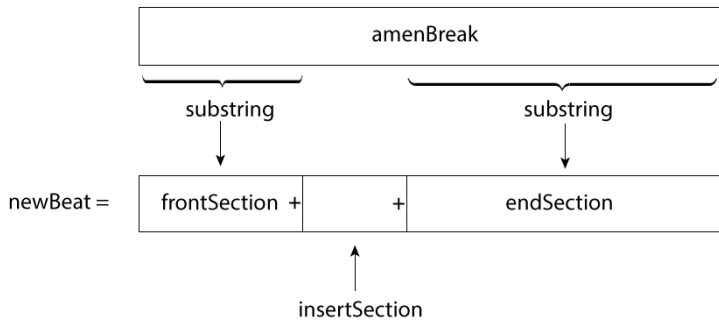 amenBreak
substring substring
newBeat = frontSection + + endSection
insertSection